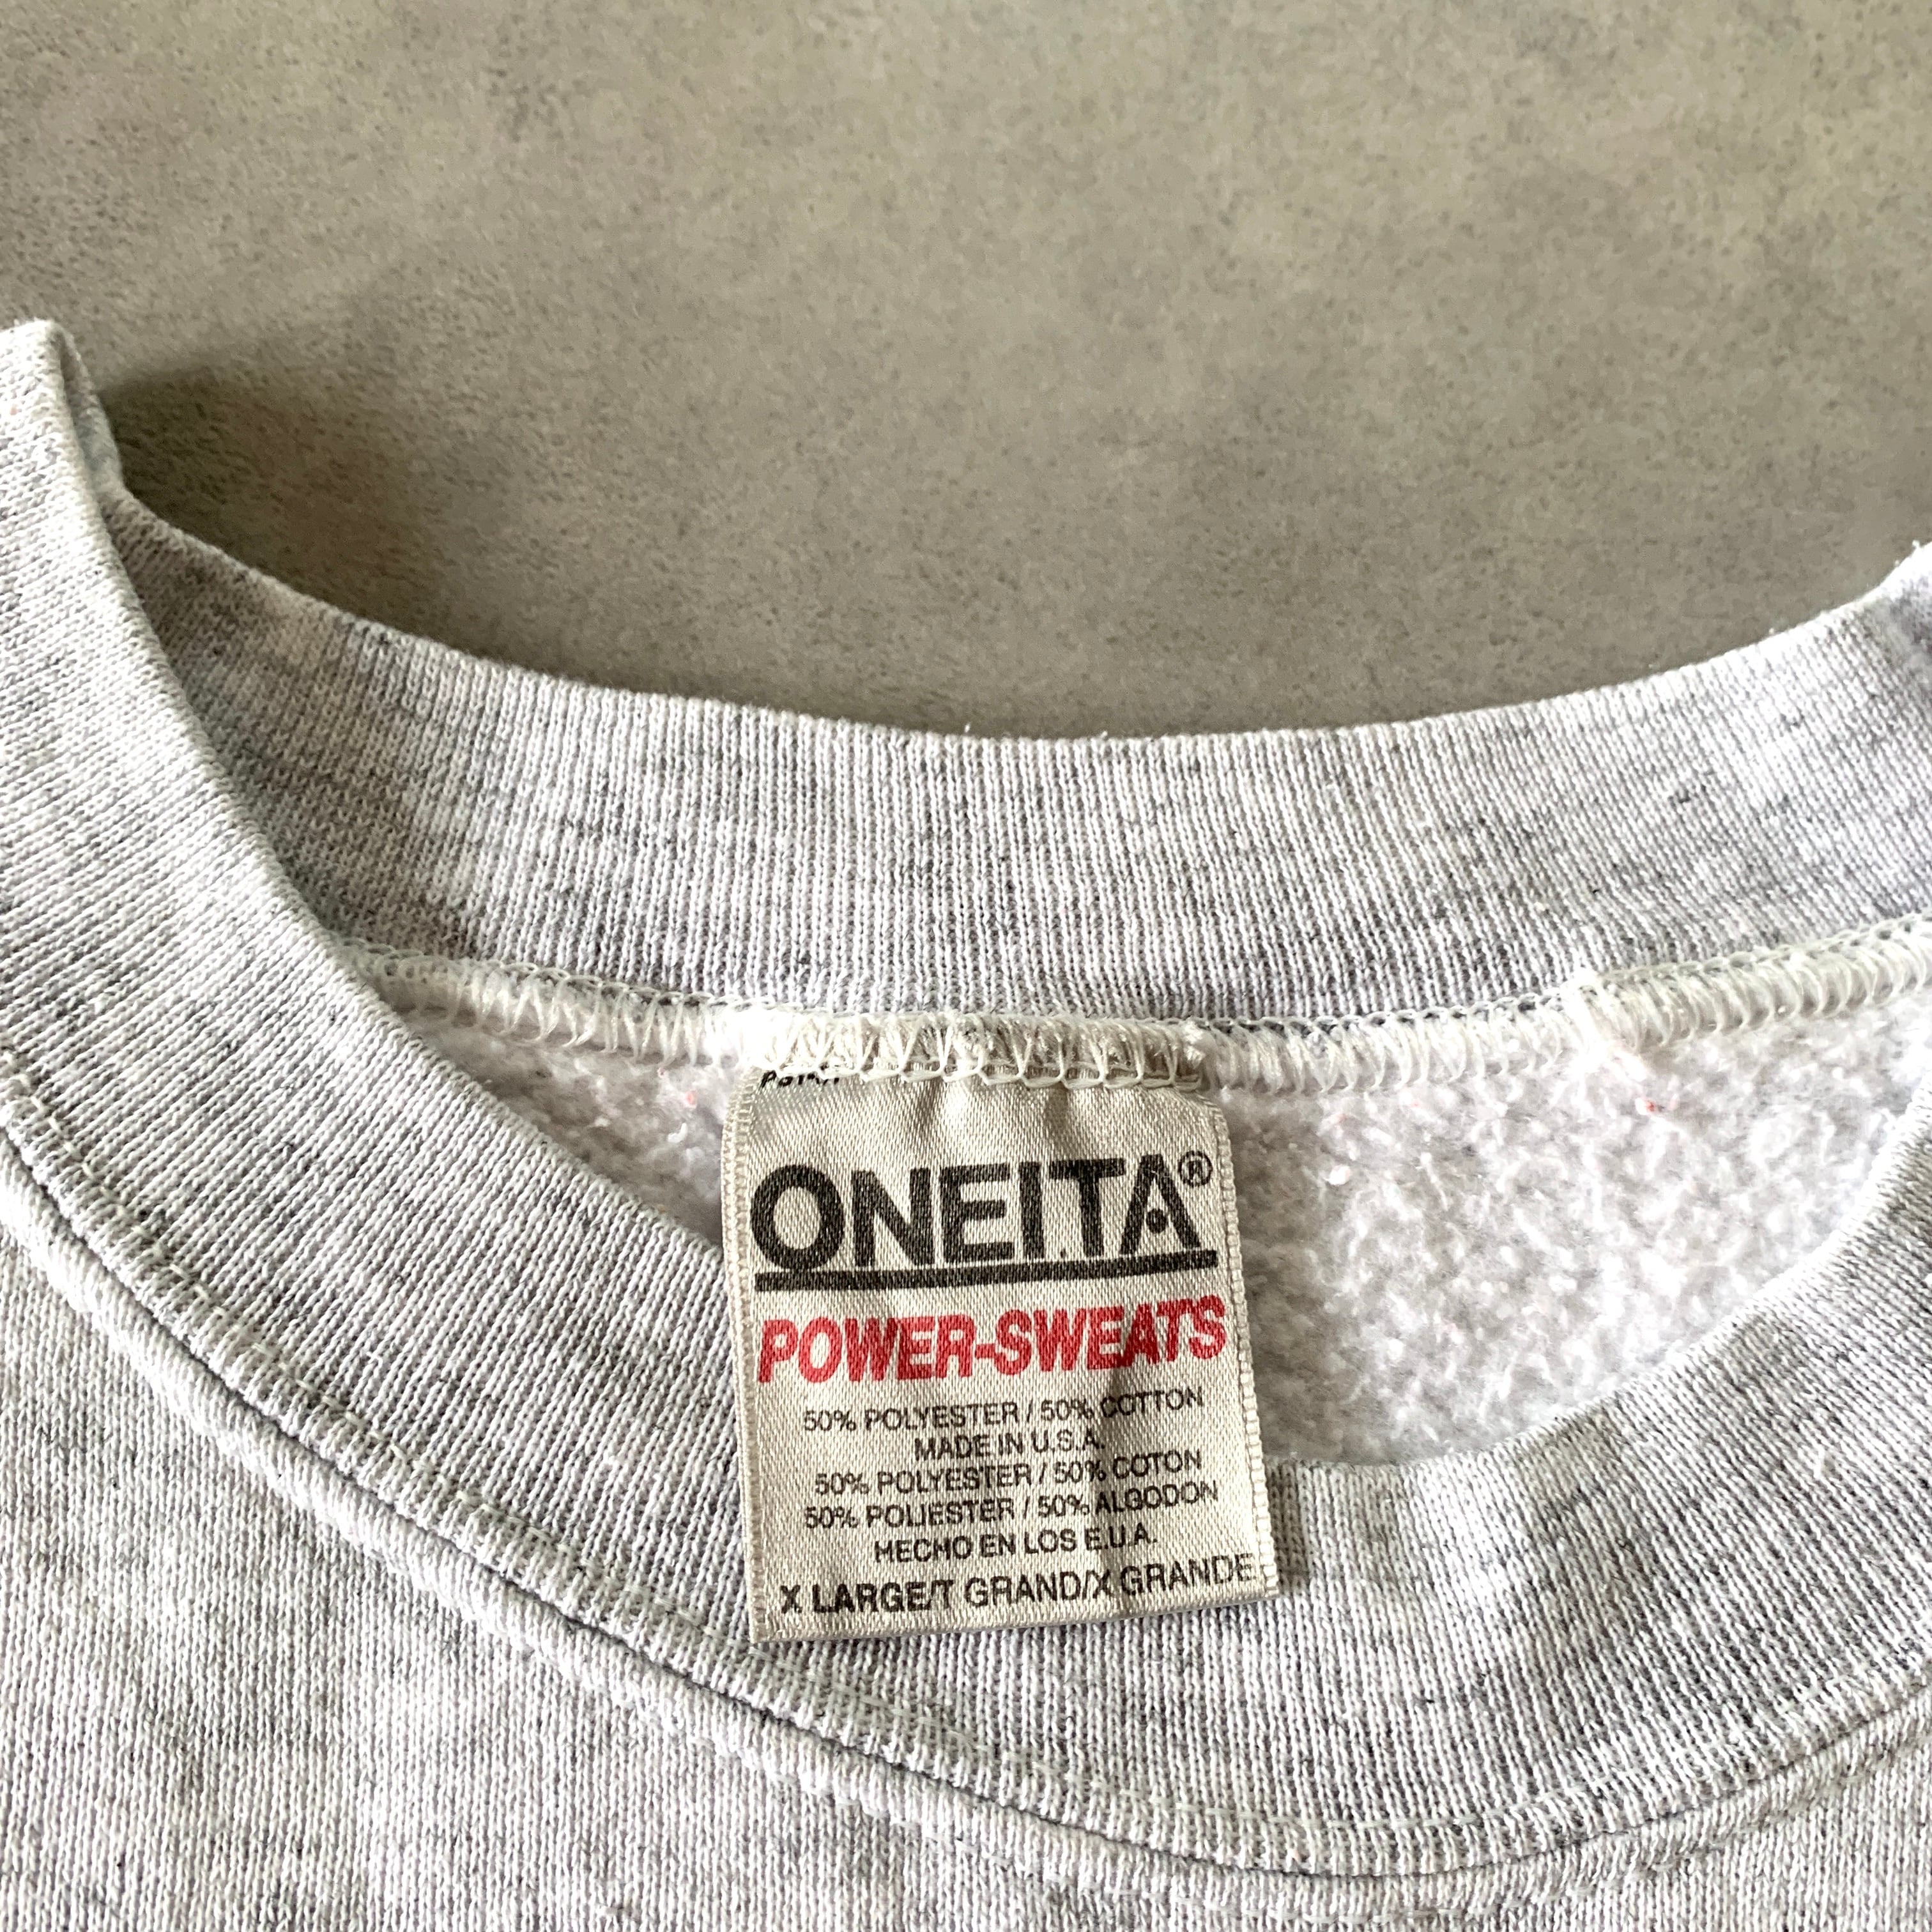 ONEITA®
POWER-SWEATS
50% POLYESTER / 50% COTTON
MADE IN U.S.A.
50% POLYESTER / 50% COTON
50% POLIESTER / 50% ALGODON
HECHO EN LOS E.U.A.
X LARGE/T GRAND/X GRANDE